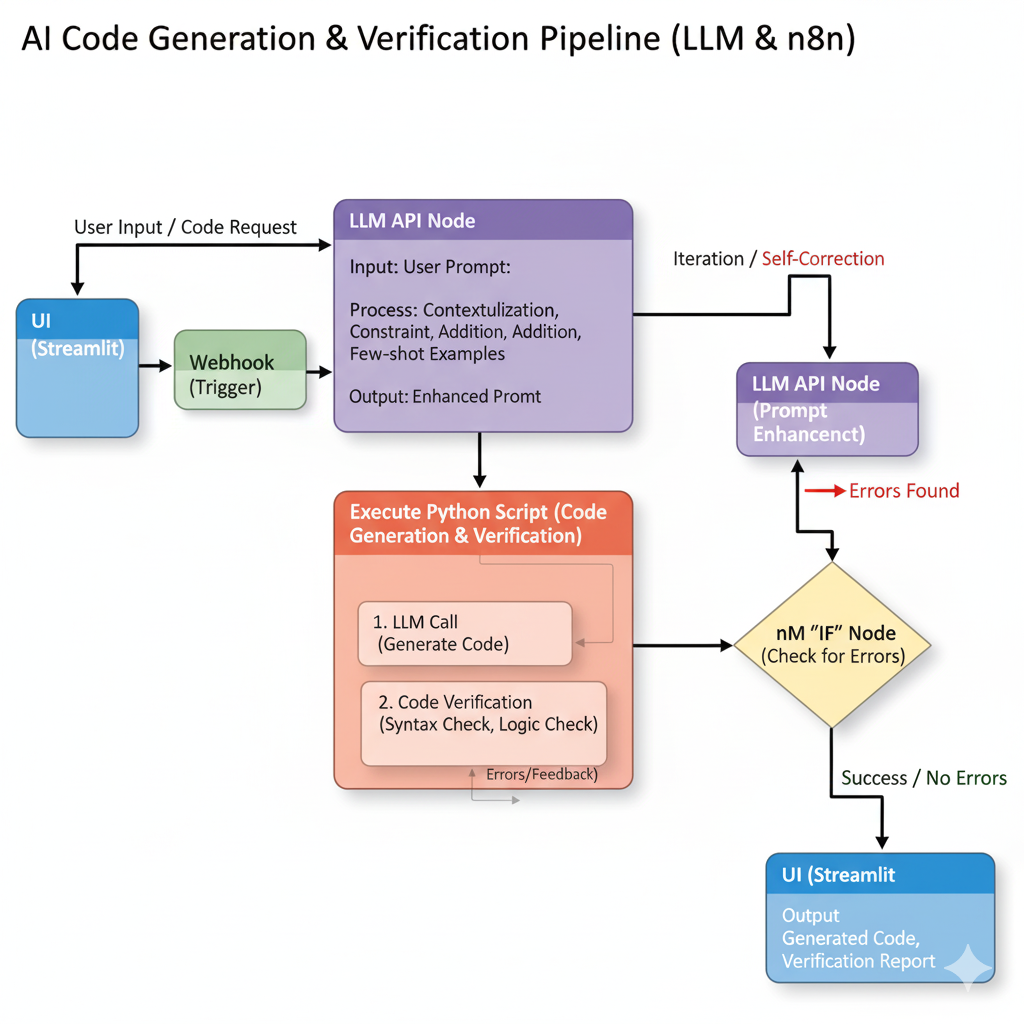 AI Code Generation & Verification Pipeline (LLM & n8n)
User Input / Code Request
UI
(Streamlit)
Webhook
(Trigger)
LLM API Node
Input: User Prompt:
Process: Contextulization,
Constraint, Addition, Addition,
Few-shot Examples
Output: Enhanced Promt
Iteration / Self-Correction
LLM API Node
(Prompt
Enhancenct)
Errors Found
Execute Python Script (Code
Generation & Verification)
1. LLM Call
(Generate Code)
2. Code Verification
(Syntax Check, Logic Check)
Errors/Feedback)
nM "IF" Node
(Check for Errors)
Success / No Errors
UI (Streamlit
Output
Generated Code,
Verification Report